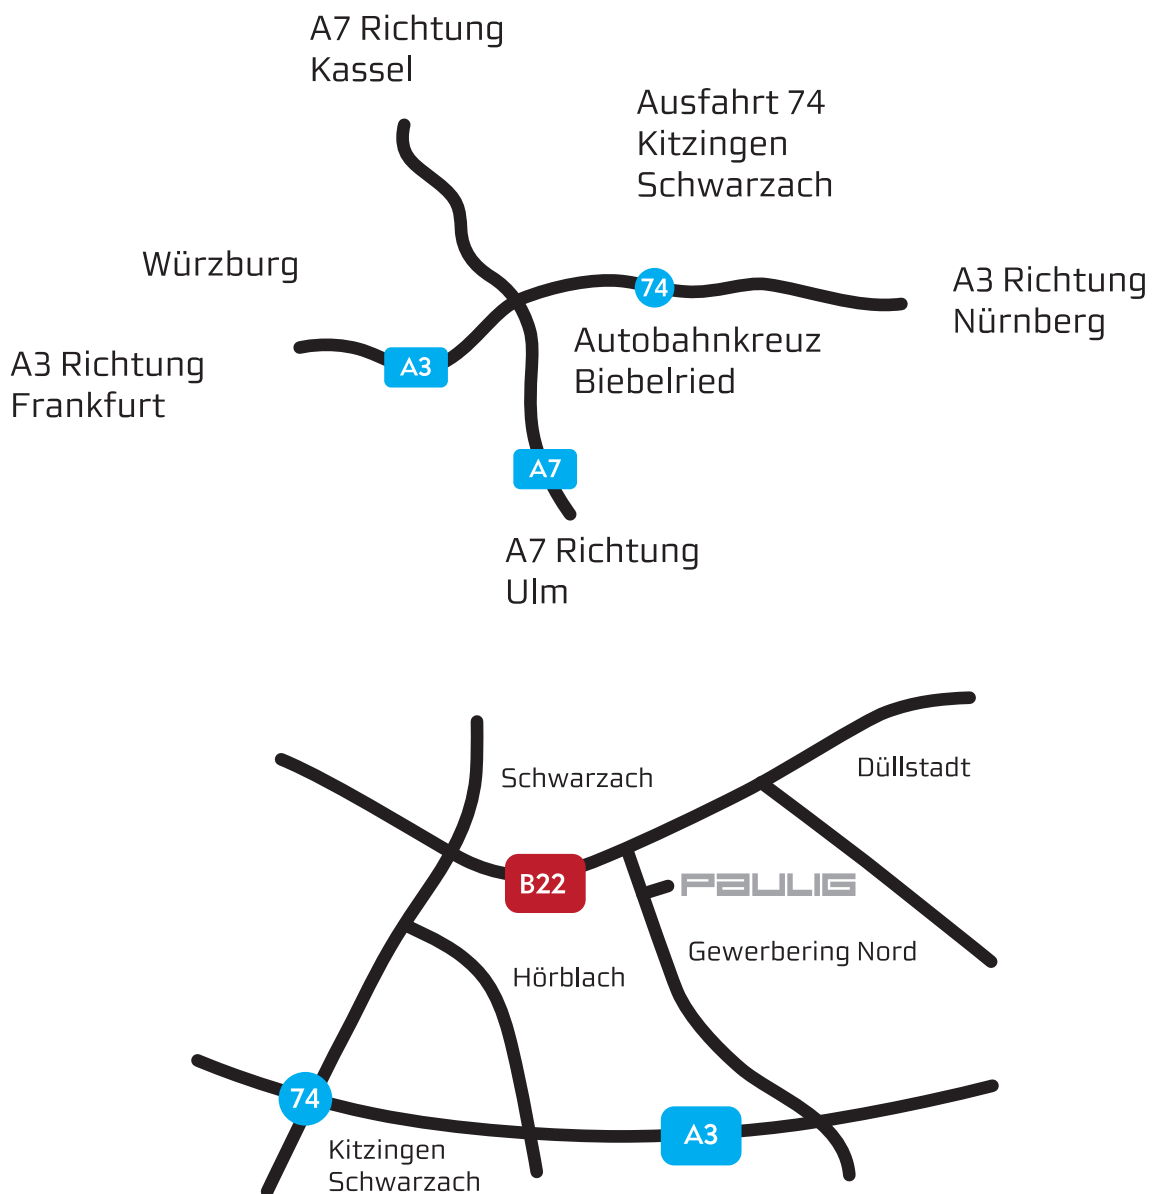 A7 Richtung
Kassel
Ausfahrt 74
Kitzingen
Schwarzach
Würzburg
74
A3 Richtung
Nürnberg
Autobahnkreuz
Biebelried
A3 Richtung
Frankfurt
A3
A7
A7 Richtung
Ulm
Schwarzach
Düllstadt
B22
PAULIG
Gewerbering Nord
Hörblach
74
A3
Kitzingen
Schwarzach